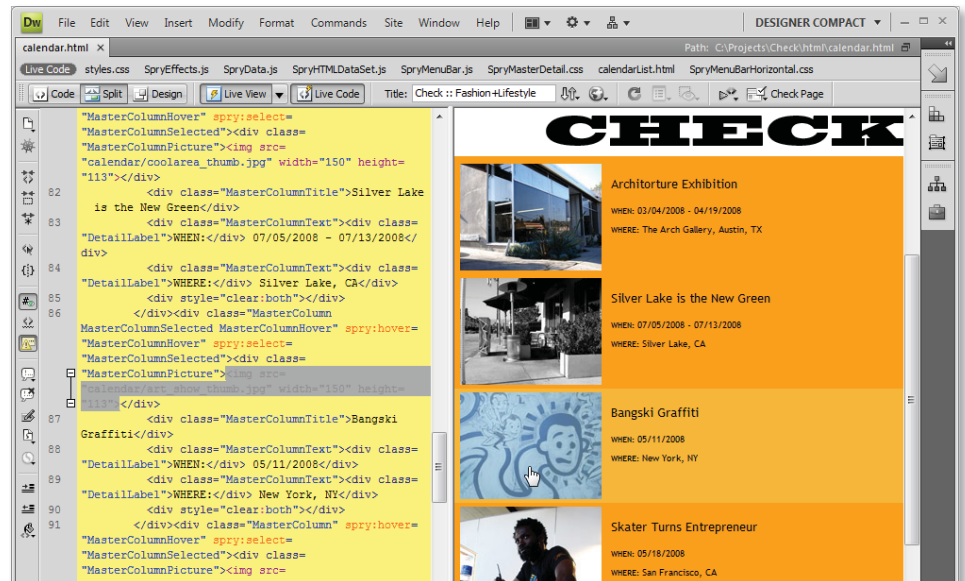 Dw File Edit View Insert Modify Format Commands Site Window Help DESIGNER COMPACT
calendar.html × Path: C:\Projects\Check\html\calendar.html
Live Code styles.css SpryEffects.js SpryData.js SpryHTMLDataSet.js SpryMenuBar.js SpryMasterDetail.css calendarList.html SpryMenuBarHorizontal.css
Code Split Design Live View Live Code Title: Check :: Fashion+Lifestyle Check Page
"MasterColumnHover" spry:select=
"MasterColumnSelected"><div class=
"MasterColumnPicture"><img src=
"calendar/coolarea_thumb.jpg" width="150" height=
"113"></div>
82 <div class="MasterColumnTitle">Silver Lake
is the New Green</div>
83 <div class="MasterColumnText"><div class=
"DetailLabel">WHEN:</div> 07/05/2008 - 07/13/2008</
div>
84 <div class="MasterColumnText"><div class=
"DetailLabel">WHERE:</div> Silver Lake, CA</div>
85 <div style="clear:both"></div>
86 </div><div class="MasterColumn
MasterColumnSelected MasterColumnHover" spry:hover=
"MasterColumnHover" spry:select=
"MasterColumnSelected"><div class=
"MasterColumnPicture"><img src=
"calendar/art_show_thumb.jpg" width="150" height=
"113"></div>
87 <div class="MasterColumnTitle">Bangski
Graffiti</div>
88 <div class="MasterColumnText"><div class=
"DetailLabel">WHEN:</div> 05/11/2008</div>
89 <div class="MasterColumnText"><div class=
"DetailLabel">WHERE:</div> New York, NY</div>
90 <div style="clear:both"></div>
91 </div><div class="MasterColumn" spry:hover=
"MasterColumnHover" spry:select=
"MasterColumnSelected"><div class=
"MasterColumnPicture"><img src=
CHECK
Architorture Exhibition
WHEN: 03/04/2008 - 04/19/2008
WHERE: The Arch Gallery, Austin, TX
Silver Lake is the New Green
WHEN: 07/05/2008 - 07/13/2008
WHERE: Silver Lake, CA
Bangski Graffiti
WHEN: 05/11/2008
WHERE: New York, NY
Skater Turns Entrepreneur
WHEN: 05/18/2008
WHERE: San Francisco, CA